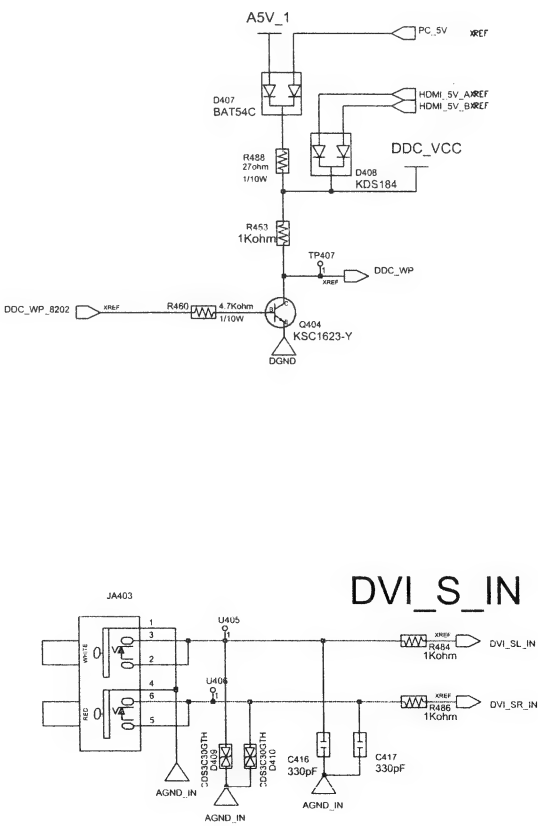 A5V_1
PC_5V XREF
HDMI_5V_A XREF
HDMI_5V_B XREF
D407
BAT54C
DDC_VCC
R488
27ohm
1/10W
D408
KDS184
R453
1Kohm
TP407
1
XREF
DDC_WP
DDC_WP_8202
XREF
R460
4.7Kohm
1/10W
B
C
E
Q404
KSC1623-Y
DGND
DVI_S_IN
JA403
WHITE
1
3
2
RED
4
6
5
U405
1
U406
1
XREF
R484
1Kohm
DVI_SL_IN
XREF
R486
1Kohm
DVI_SR_IN
CDS3C30GTH
D409
CDS3C30GTH
D410
C416
330pF
C417
330pF
AGND_IN
AGND_IN
AGND_IN